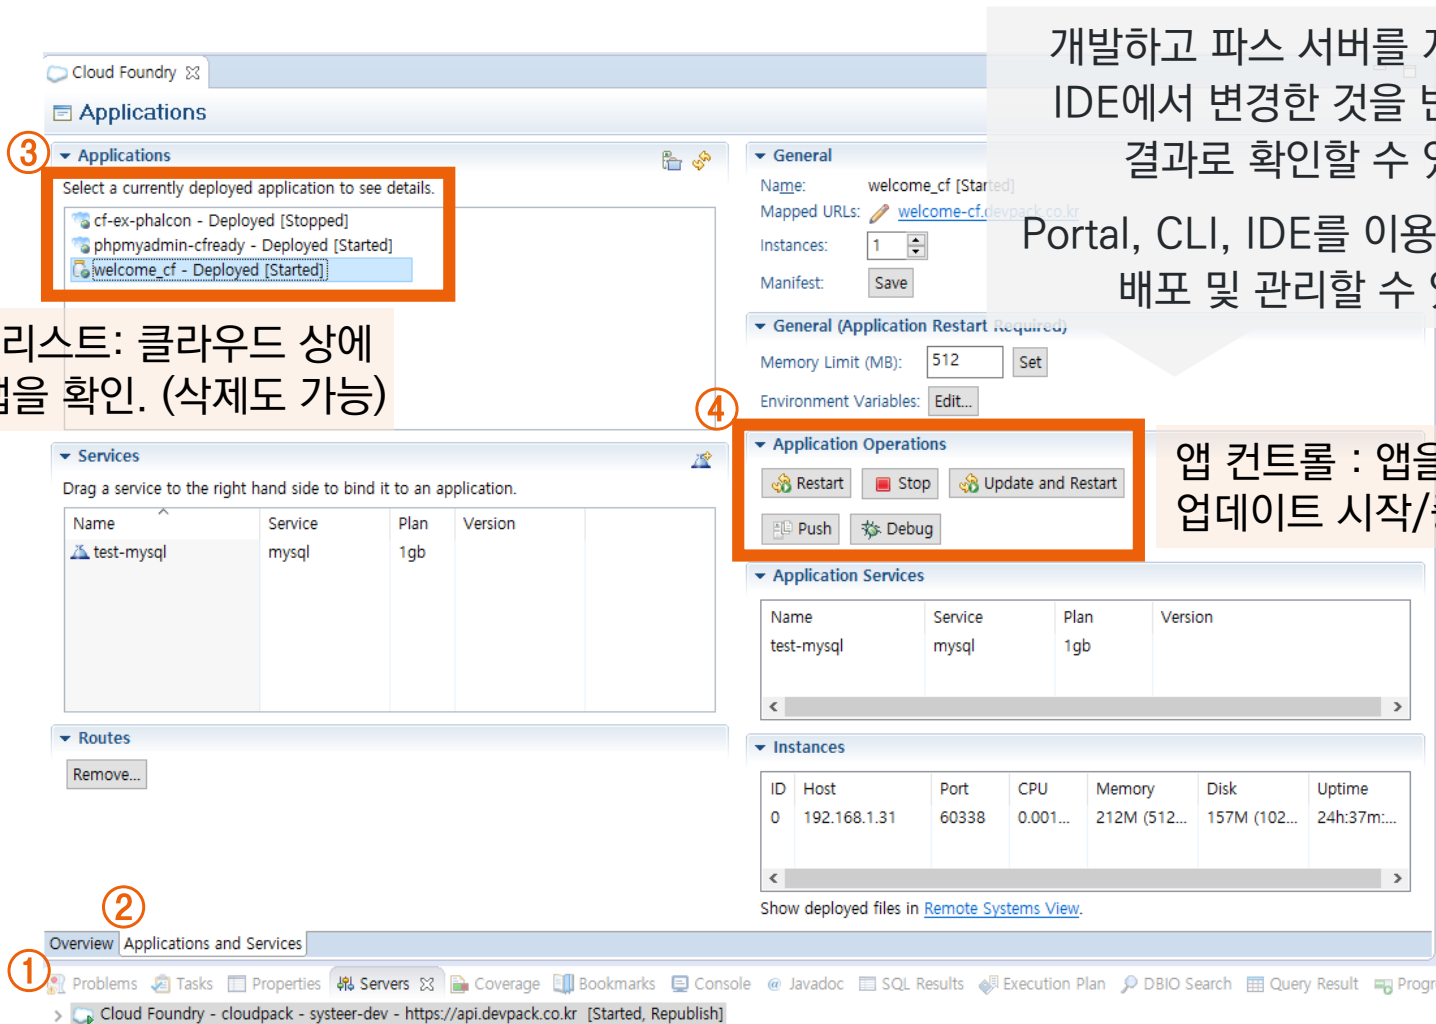 개발하고 파스 서버를
IDE에서 변경한 것을
결과로 확인할 수
Portal, CLI, IDE를 이용
배포 및 관리할 수
Cloud Foundry
Applications
③
Applications
Select a currently deployed application to see details.
cf-ex-phalcon - Deployed [Stopped]
phpmyadmin-cfready - Deployed [Started]
welcome_cf - Deployed [Started]
리스트: 클라우드 상에
확인. (삭제도 가능)
Services
Drag a service to the right hand side to bind it to an application.
Name Service Plan Version
test-mysql mysql 1gb
Routes
Remove...
General
Name: welcome_cf [Started]
Mapped URLs: welcome-cf.devpack.co.kr
Instances: 1
Manifest: Save
General (Application Restart Required)
Memory Limit (MB): 512 Set
Environment Variables: Edit...
④
Application Operations
Restart Stop Update and Restart
Push Debug
앱 컨트롤 : 앱을
업데이트 시작/
Application Services
Name Service Plan Version
test-mysql mysql 1gb
Instances
ID Host Port CPU Memory Disk Uptime
0 192.168.1.31 60338 0.001... 212M (512... 157M (102... 24h:37m:...
Show deployed files in Remote Systems View.
②
Overview Applications and Services
①
Problems Tasks Properties Servers Coverage Bookmarks Console Javadoc SQL Results Execution Plan DBIO Search Query Result Progr
Cloud Foundry - cloudpack - systeer-dev - https://api.devpack.co.kr [Started, Republish]